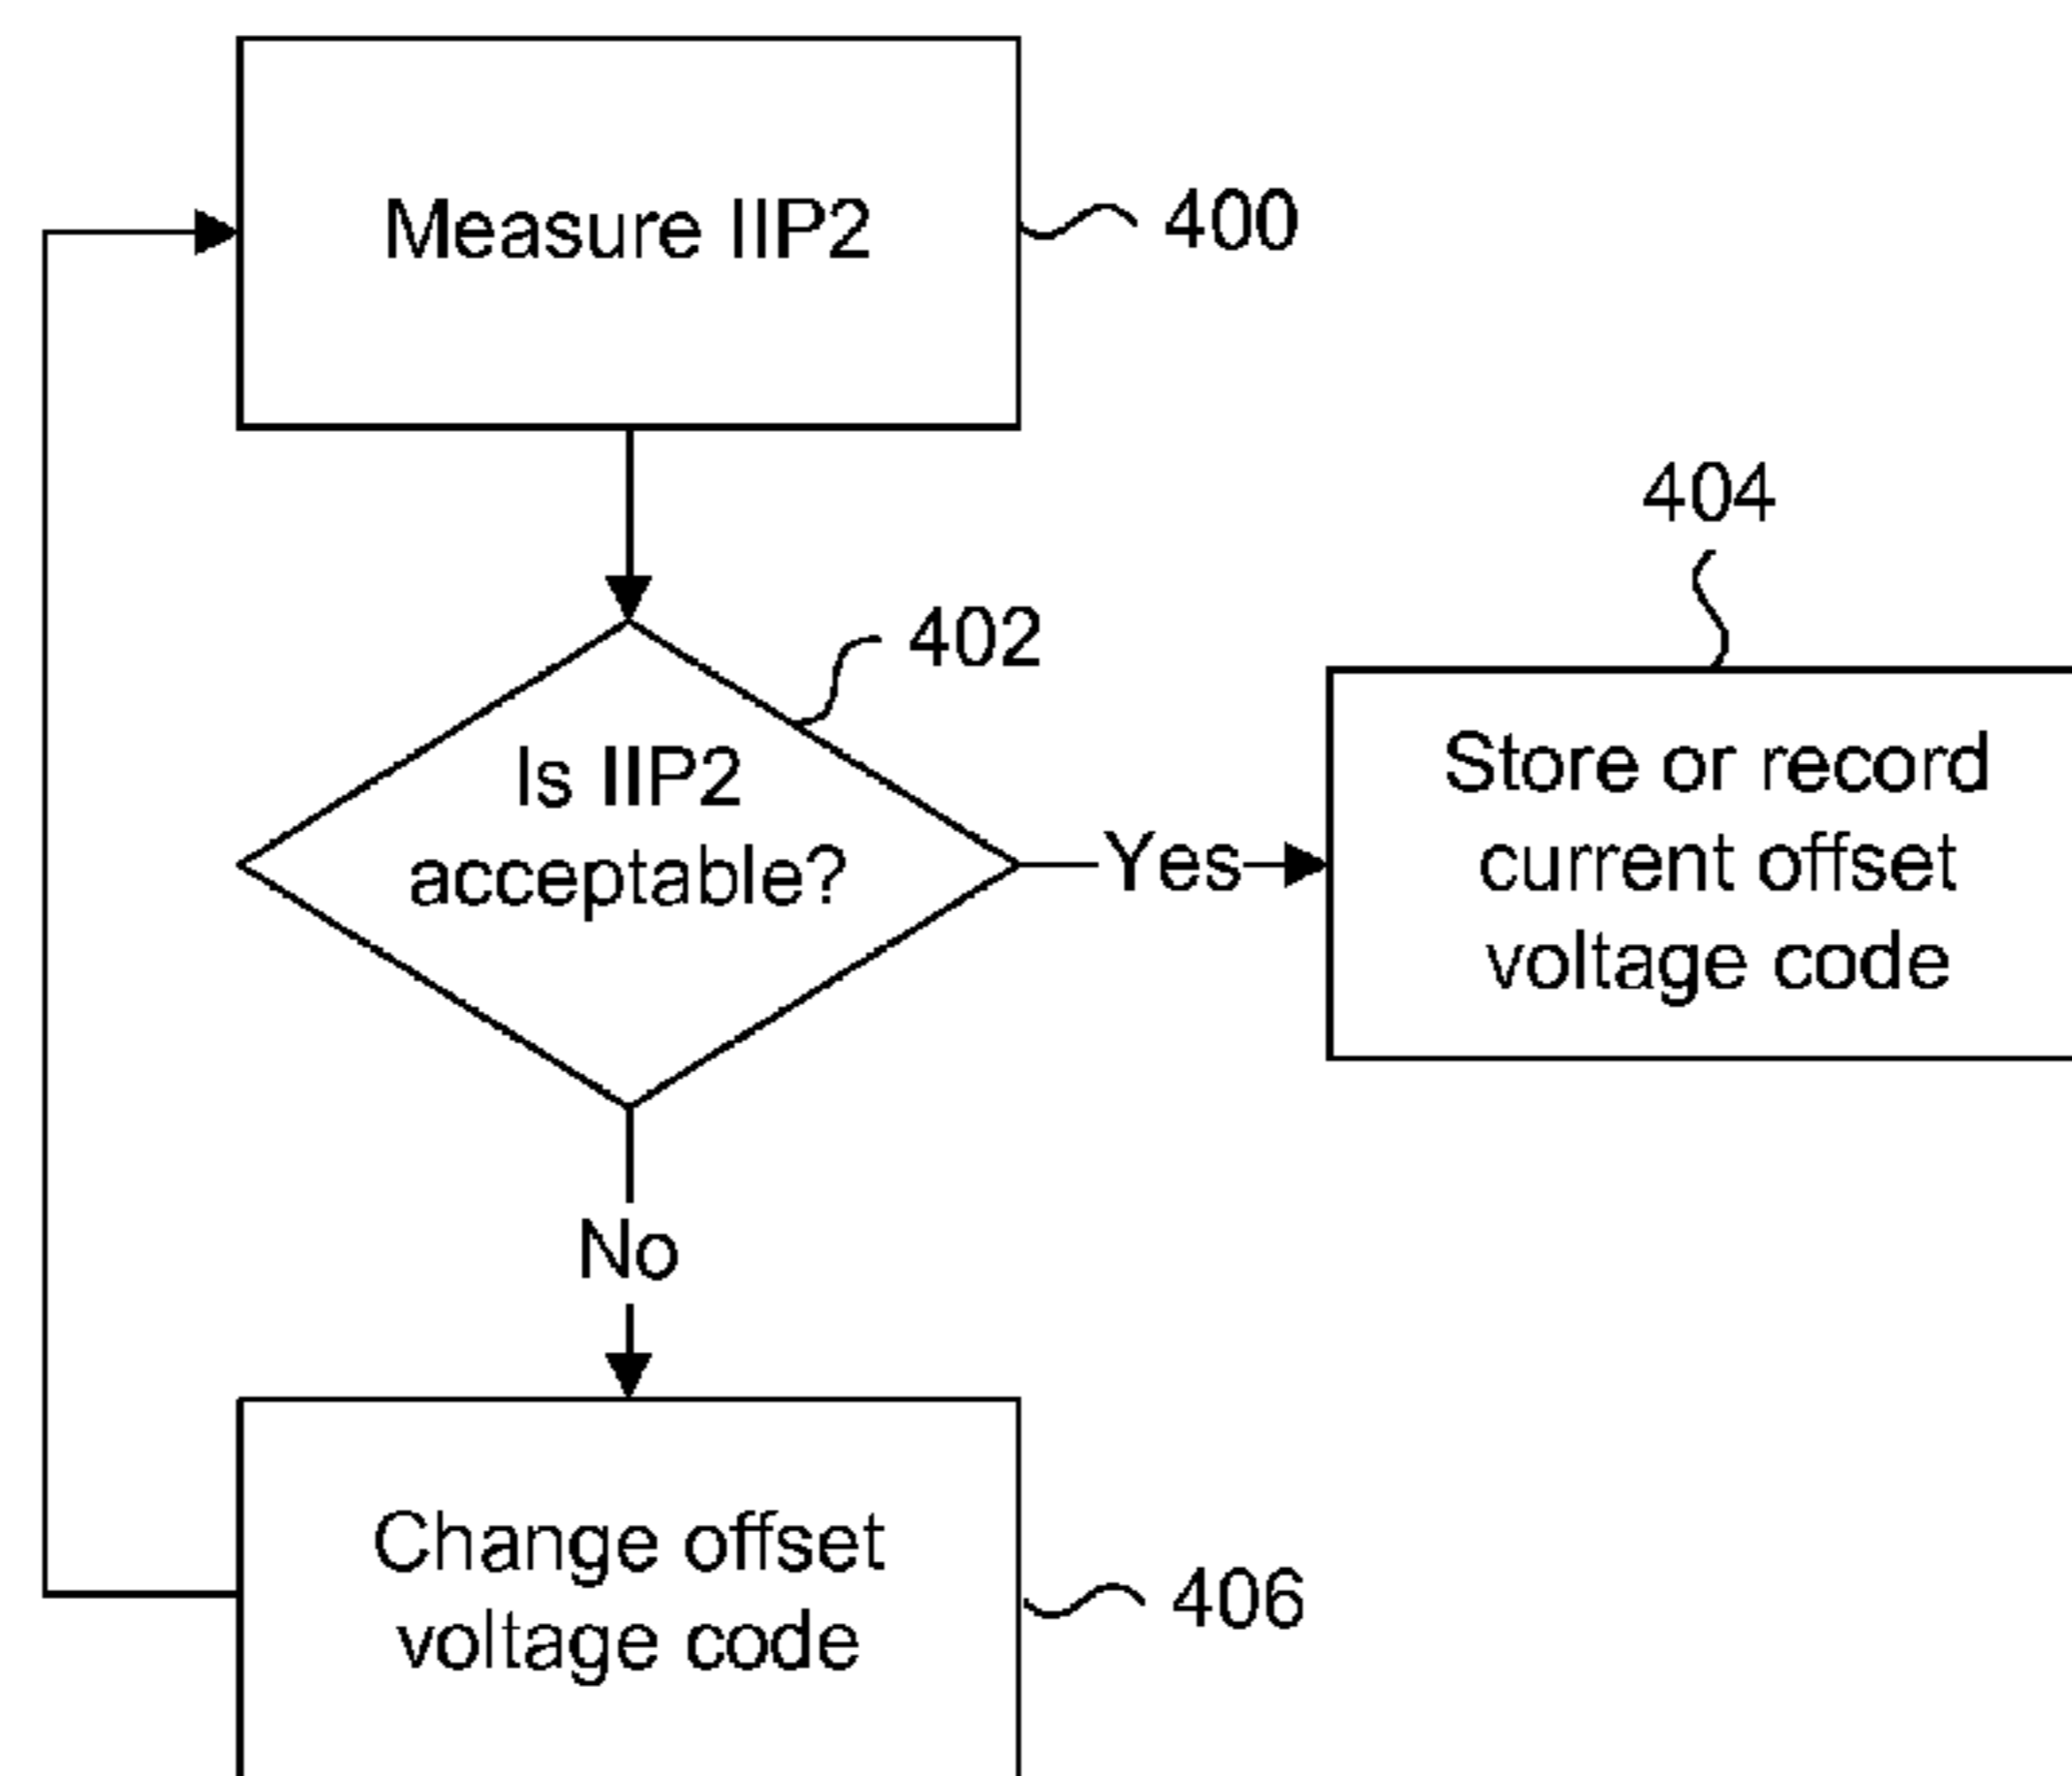 Measure IIP2
400
404
402
Is IIP2
acceptable?
Yes
Store or record
current offset
voltage code
No
Change offset
voltage code
406